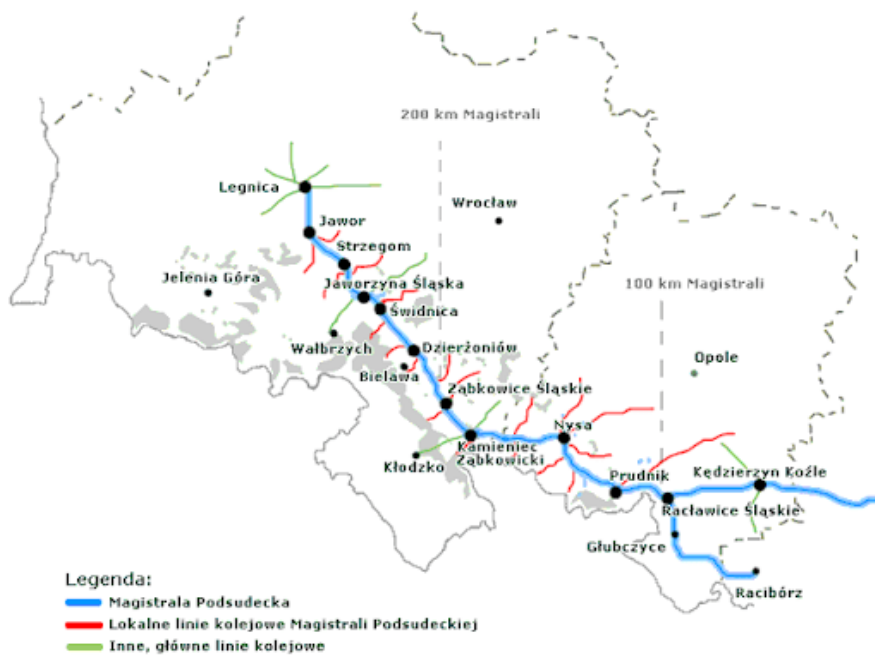 200 km Magistrali
Legnica
Wrocław
Jawor
Strzegom
Jelenia Góra
Jaworzyna Śląska
100 km Magistrali
Świdnica
Wałbrzych
Dzierżoniów
Opole
Bielawa
Ząbkowice Śląskie
Nysa
Kamieniec
Ząbkowicki
Kłodzko
Prudnik
Kędzierzyn Koźle
Racławice Śląskie
Głubczyce
Racibórz
Legenda:
Magistrala Podsudecka
Lokalne linie kolejowe Magistrali Podsudeckiej
Inne, główne linie kolejowe